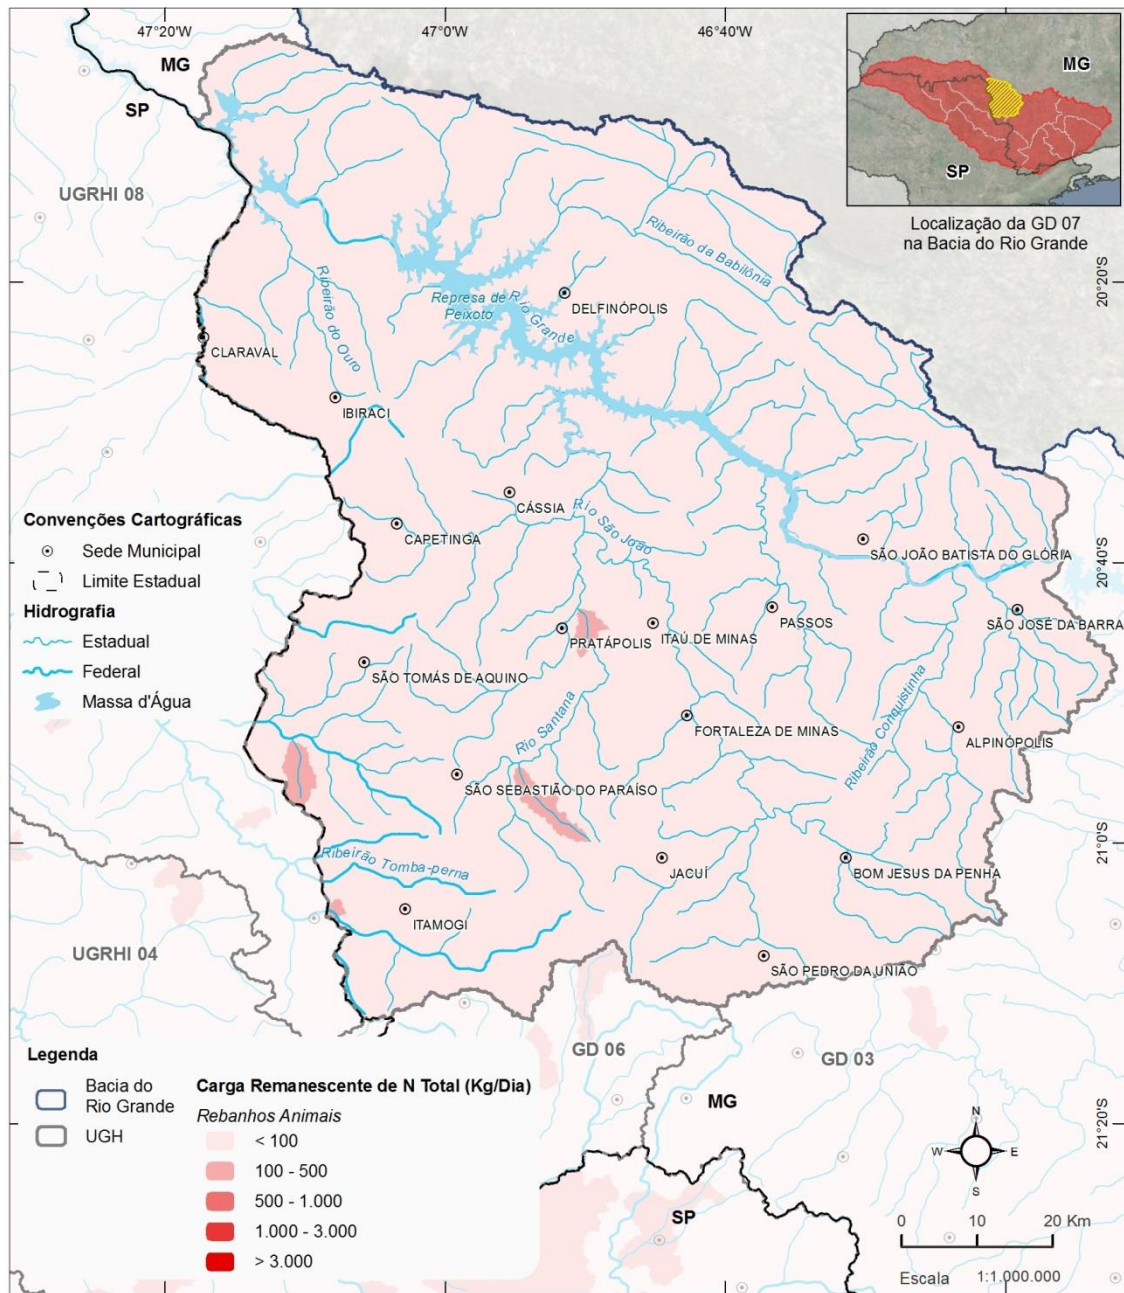 47°20'O
47°0'O
46°40'O
MG
SP
UGRHI 08
MG
SP
Localização da GD 07
na Bacia do Rio Grande
Ribeirão da Babilônia
20°20'S
Ribeirão do Ouro
Represa de
Peixoto
Rio Grande
DELFINÓPOLIS
CLARAVAL
IBIRACI
CÁSSIA
Rio São João
CAPETINGA
SÃO JOÃO BATISTA DO GLÓRIA
20°40'S
Convenções Cartográficas
Sede Municipal
Limite Estadual
Hidrografia
Estadual
Federal
Massa d'Água
PASSOS
SÃO JOSÉ DA BARRA
PRATÁPOLIS
ITAÚ DE MINAS
SÃO TOMÁS DE AQUINO
Rio Santana
Ribeirão Conquistinha
FORTALEZA DE MINAS
ALPINÓPOLIS
SÃO SEBASTIÃO DO PARAÍSO
21°0'S
Ribeirão Tomba-perna
JACUÍ
BOM JESUS DA PENHA
ITAMOGI
UGRHI 04
SÃO PEDRO DA UNIÃO
GD 06
GD 03
MG
SP
21°20'S
Legenda
Bacia do
Rio Grande
UGH
Carga Remanescente de N Total (Kg/Dia)
Rebanhos Animais
< 100
100 - 500
500 - 1.000
1.000 - 3.000
> 3.000
N
W
E
S
0 10 20 Km
Escala 1:1.000.000